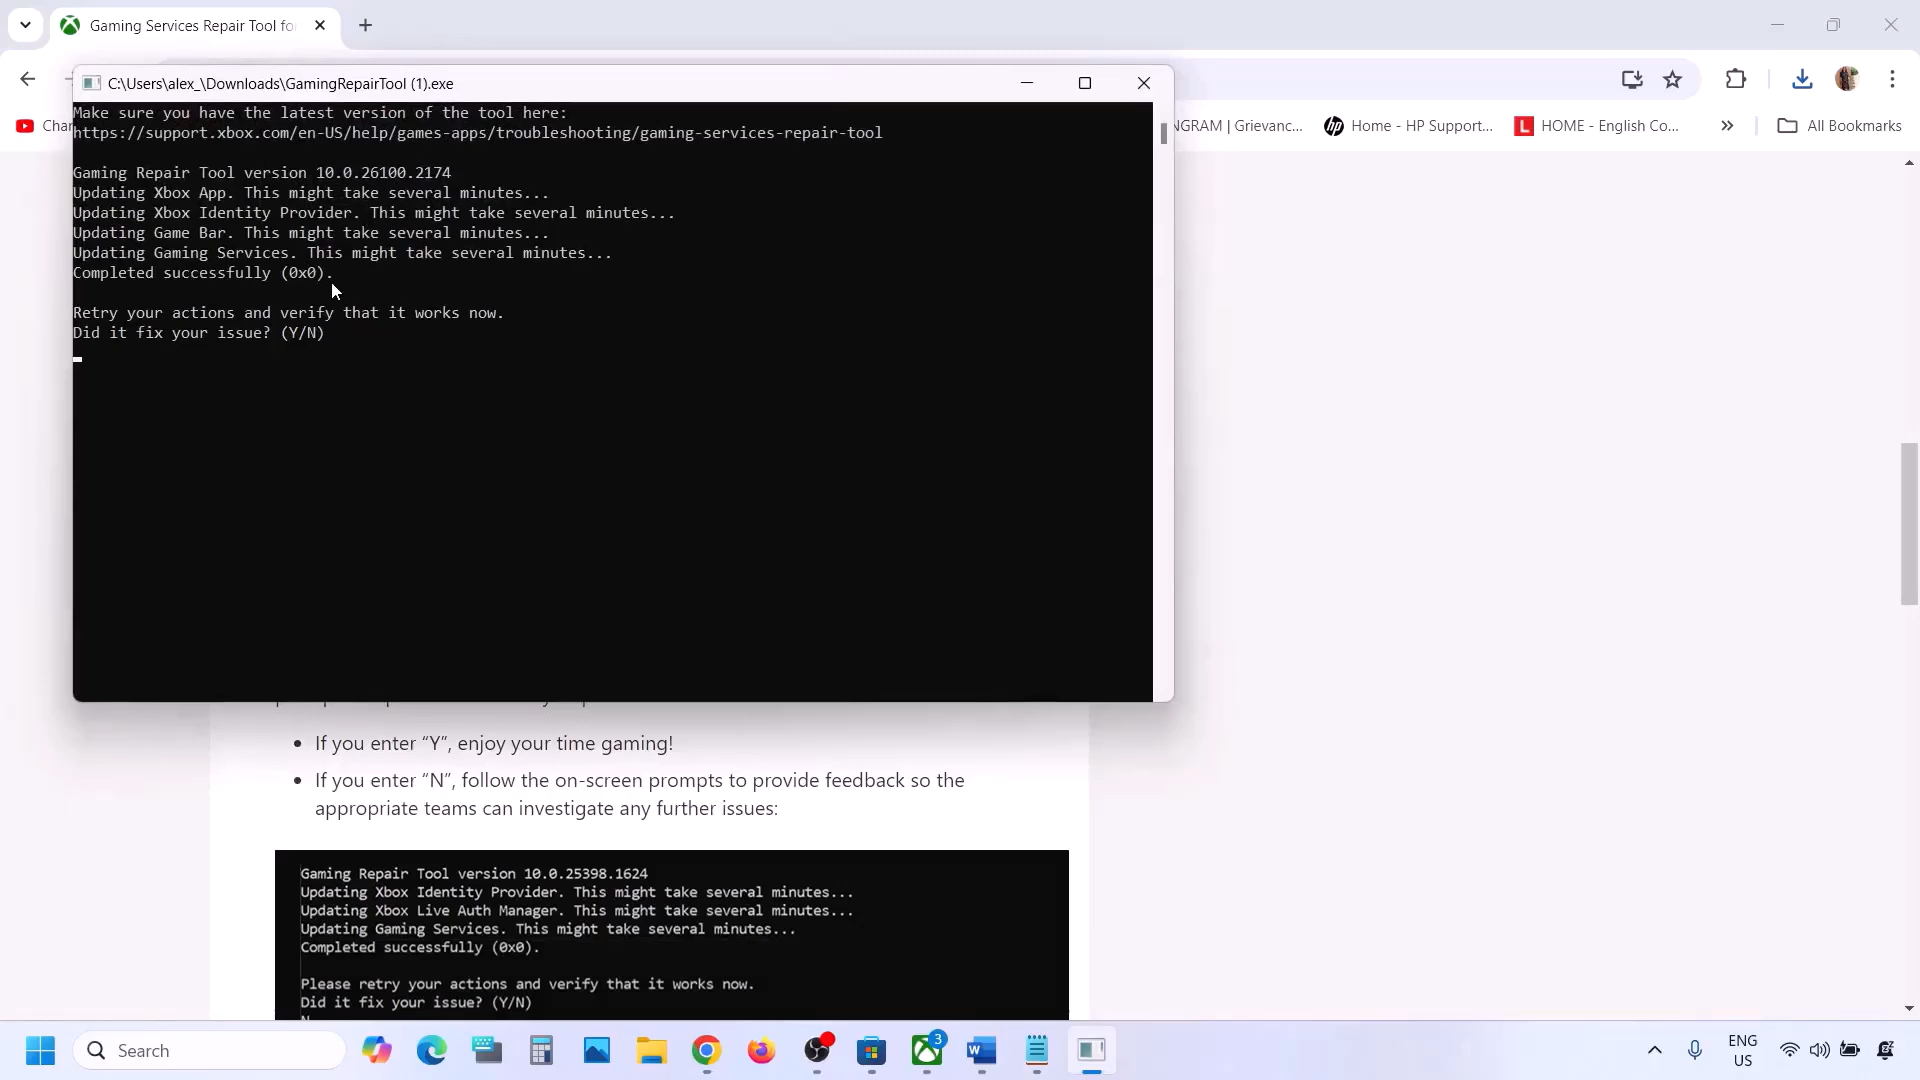 Gaming Services Repair Tool fo
C:\Users\alex_\Downloads\GamingRepairTool (1).exe
Chan
NGRAM | Grievanc...
Home - HP Support...
HOME - English Co...
All Bookmarks
Make sure you have the latest version of the tool here:
https://support.xbox.com/en-US/help/games-apps/troubleshooting/gaming-services-repair-tool
Gaming Repair Tool version 10.0.26100.2174
Updating Xbox App. This might take several minutes...
Updating Xbox Identity Provider. This might take several minutes...
Updating Game Bar. This might take several minutes...
Updating Gaming Services. This might take several minutes...
Completed successfully (0x0).
Retry your actions and verify that it works now.
Did it fix your issue? (Y/N)
• If you enter “Y”, enjoy your time gaming!
• If you enter “N”, follow the on-screen prompts to provide feedback so the
appropriate teams can investigate any further issues:
Gaming Repair Tool version 10.0.25398.1624
Updating Xbox Identity Provider. This might take several minutes...
Updating Xbox Live Auth Manager. This might take several minutes...
Updating Gaming Services. This might take several minutes...
Completed successfully (0x0).
Please retry your actions and verify that it works now.
Did it fix your issue? (Y/N)
N
Search
3
ENG
US